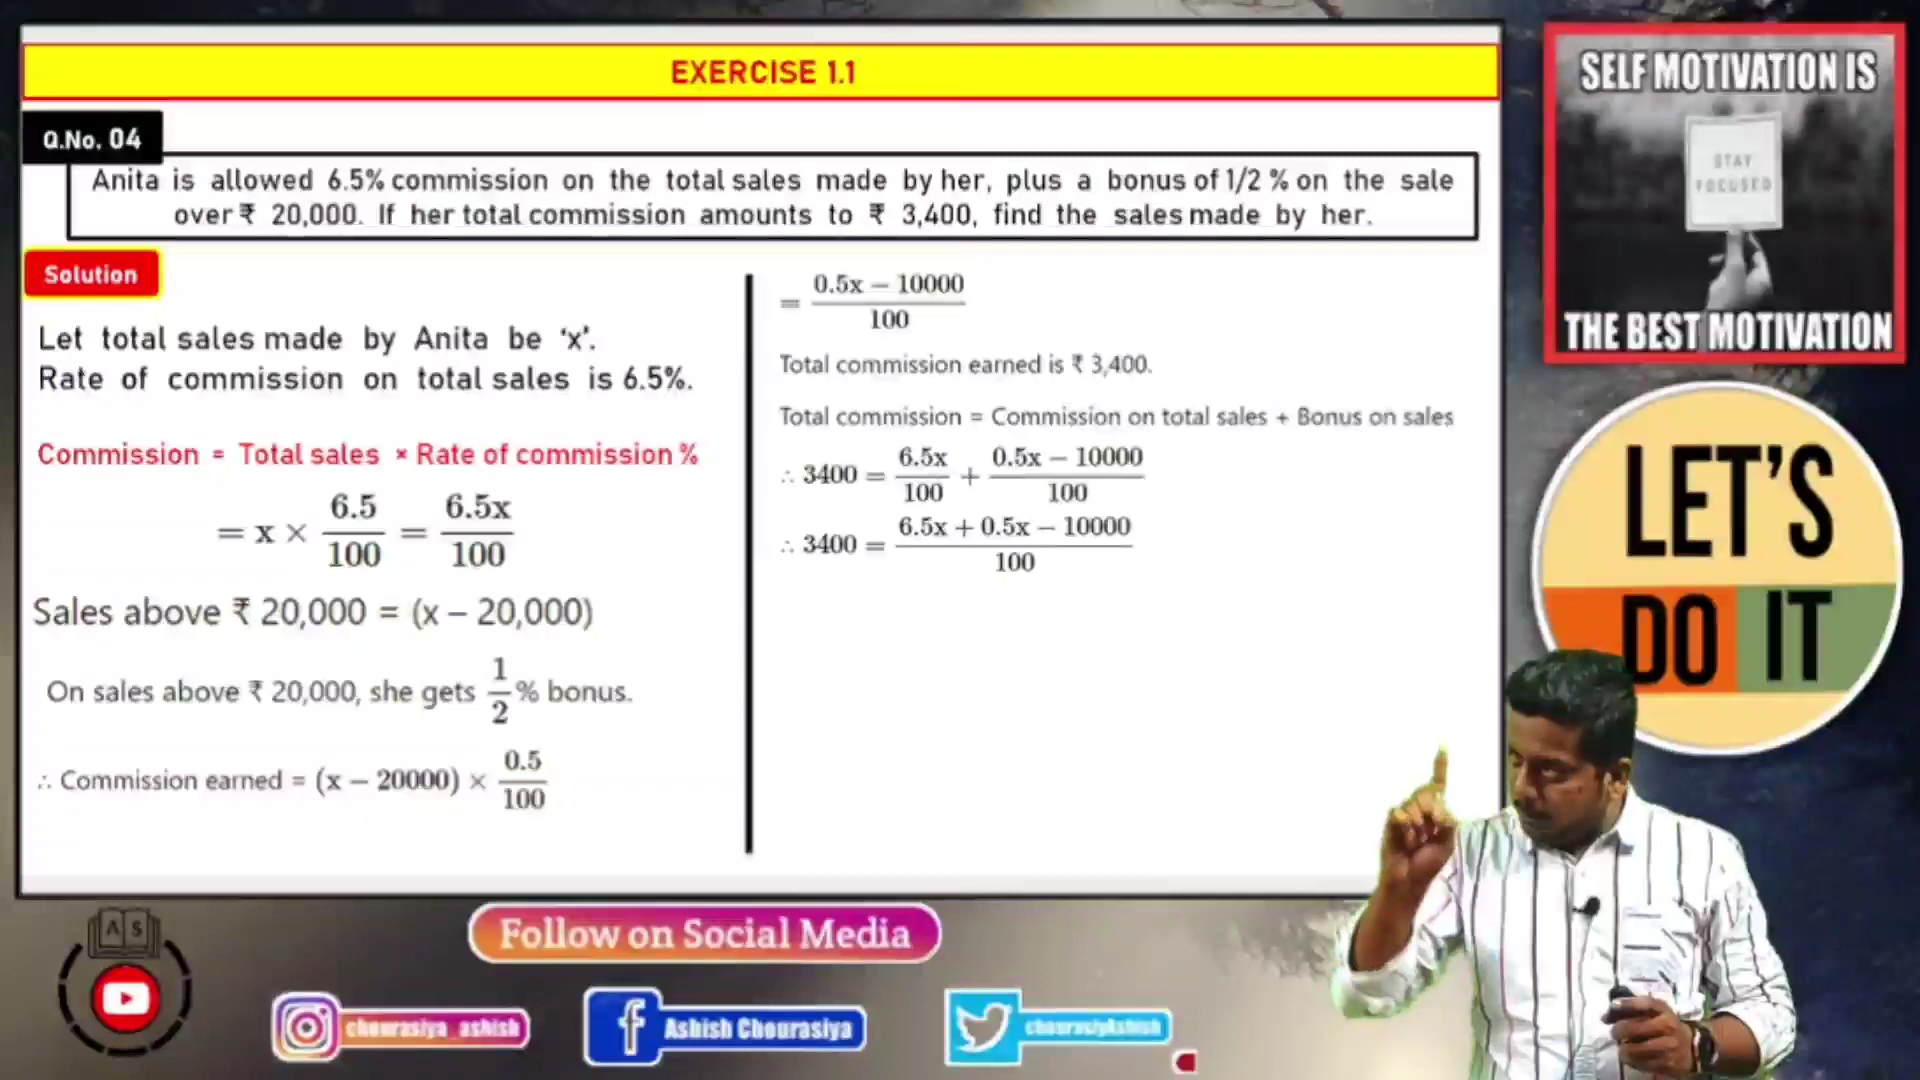 EXERCISE 1.1
Q.No. 04
Anita is allowed 6.5% commission on the total sales made by her, plus a bonus of 1/2 % on the sale
over ₹ 20,000. If her total commission amounts to ₹ 3,400, find the sales made by her.
Solution
Let total sales made by Anita be ‘x’.
Rate of commission on total sales is 6.5%.
Commission = Total sales × Rate of commission %
= x × 6.5/100 = 6.5x/100
Sales above ₹ 20,000 = (x – 20,000)
On sales above ₹ 20,000, she gets 1/2 % bonus.
∴ Commission earned = (x – 20000) × 0.5/100
= (0.5x – 10000)/100
Total commission earned is ₹ 3,400.
Total commission = Commission on total sales + Bonus on sales
∴ 3400 = 6.5x/100 + (0.5x – 10000)/100
∴ 3400 = (6.5x + 0.5x – 10000)/100
SELF MOTIVATION IS
STAY
FOCUSED
THE BEST MOTIVATION
LET'S
DO IT
A S
Follow on Social Media
chourasiya_ashish
Ashish Chourasiya
chourasiyAshish